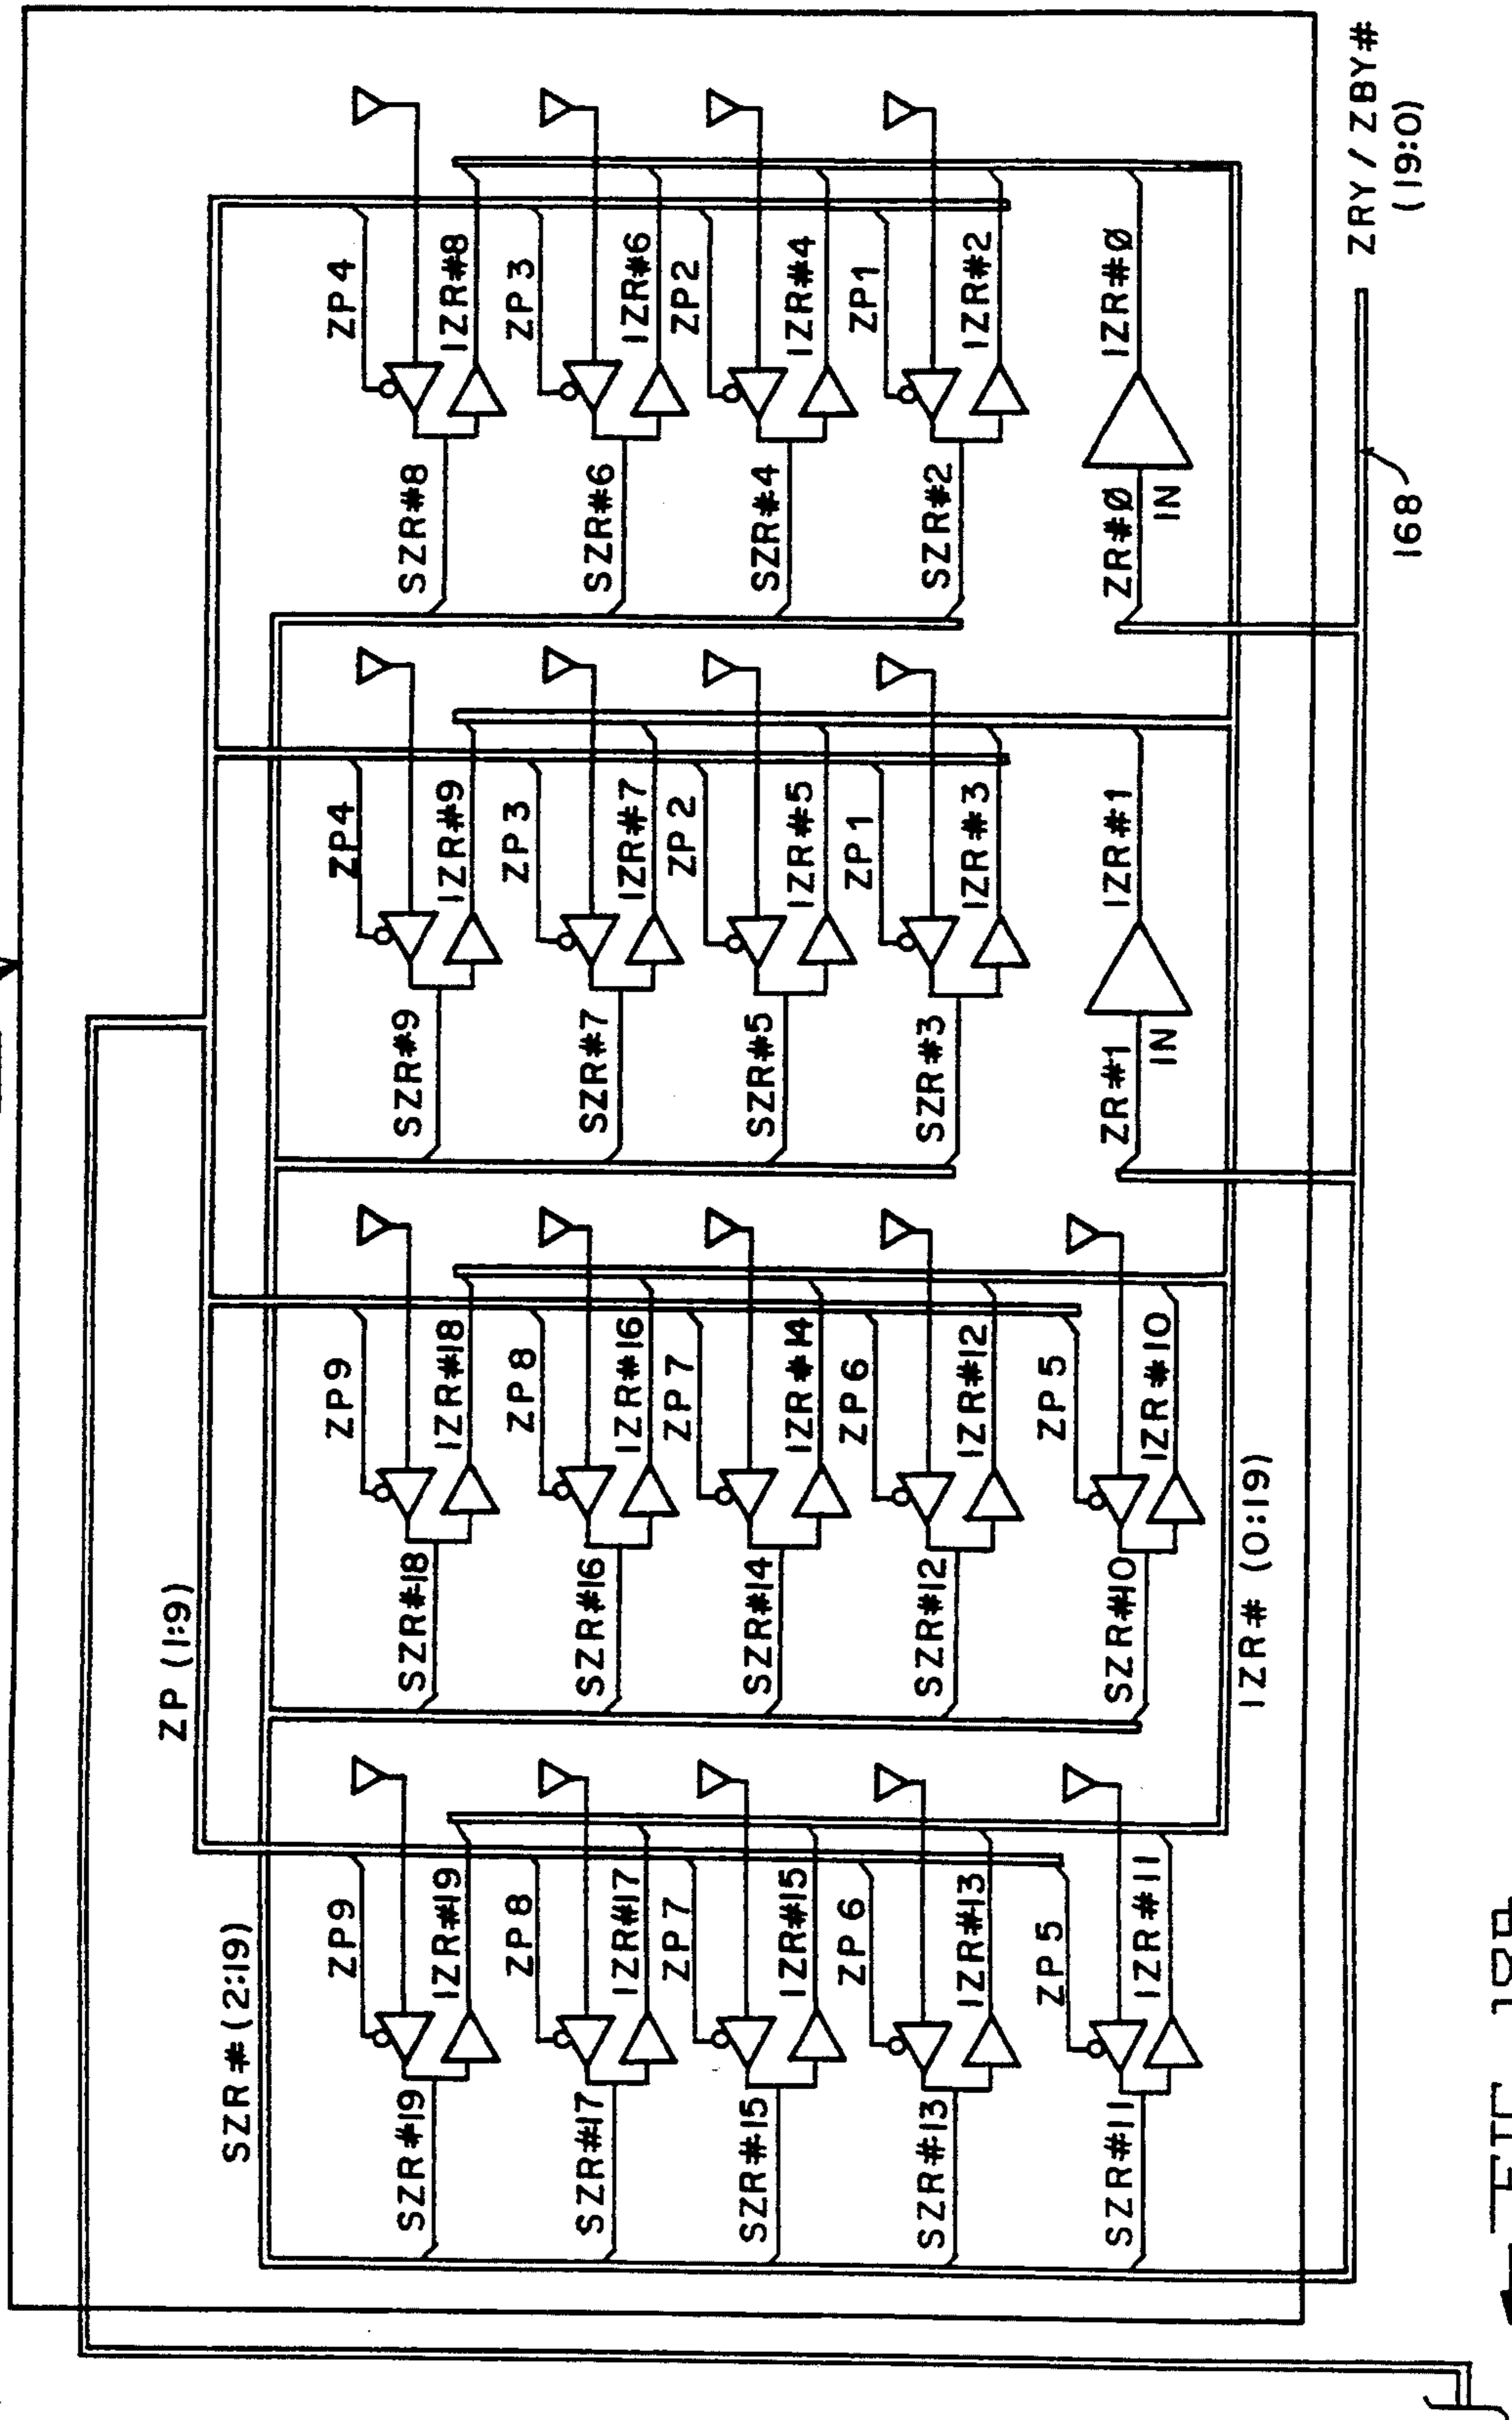 SZR# (2:19)
ZP (1:9)
ZP9
SZR#19
IZR#19
ZP8
SZR#17
IZR#17
ZP7
SZR#15
IZR#15
ZP6
SZR#13
IZR#13
ZP5
SZR#11
IZR#11
ZP9
SZR#18
IZR#18
ZP8
SZR#16
IZR#16
ZP7
SZR#14
IZR#14
ZP6
SZR#12
IZR#12
ZP5
SZR#10
IZR#10
IZR# (0:19)
ZP4
SZR#9
IZR#9
ZP3
SZR#7
IZR#7
ZP2
SZR#5
IZR#5
ZP1
SZR#3
IZR#3
ZR#1
IN
IZR#1
ZP4
SZR#8
IZR#8
ZP3
SZR#6
IZR#6
ZP2
SZR#4
IZR#4
ZP1
SZR#2
IZR#2
ZR#Ø
IN
IZR#Ø
168
ZRY/ZBY#
(19:0)